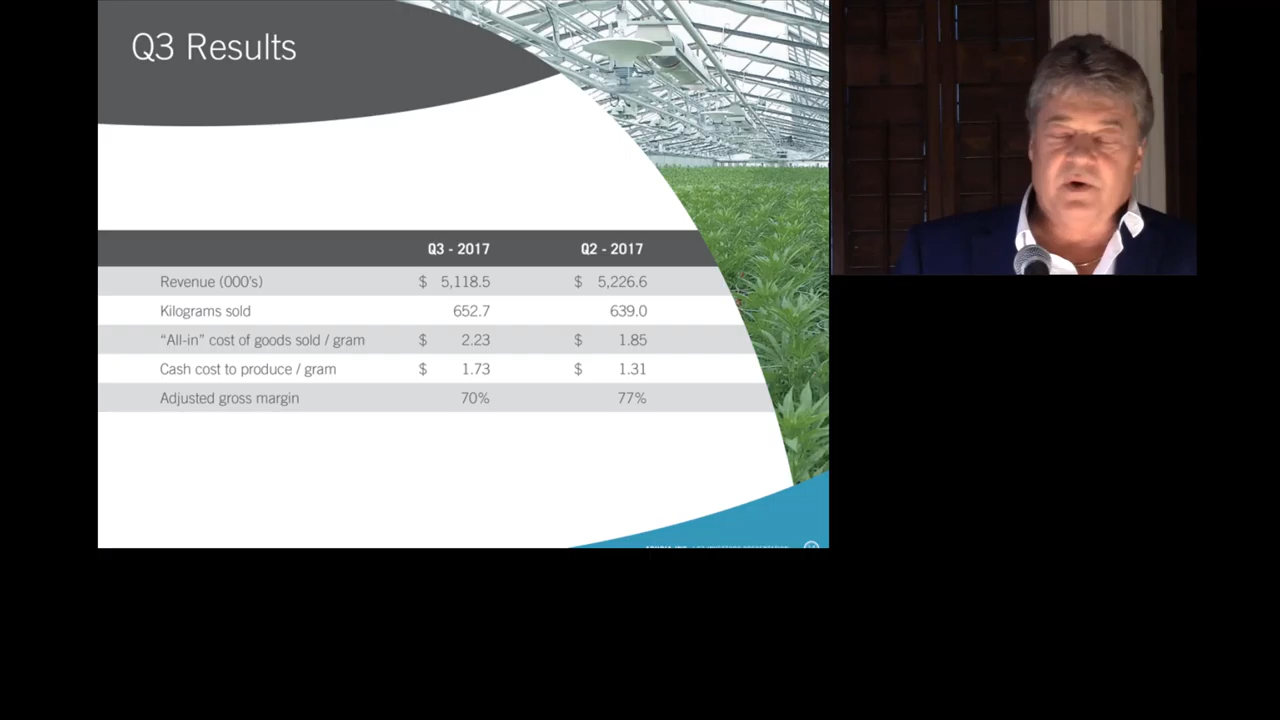 Q3 Results
Q3 - 2017 Q2 - 2017
Revenue (000's) $ 5,118.5 $ 5,226.6
Kilograms sold 652.7 639.0
“All-in” cost of goods sold / gram $ 2.23 $ 1.85
Cash cost to produce / gram $ 1.73 $ 1.31
Adjusted gross margin 70% 77%